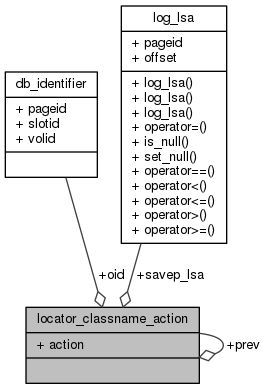 log_lsa
+ pageid
+ offset
+ log_lsa()
+ log_lsa()
+ log_lsa()
+ operator=()
+ is_null()
+ set_null()
+ operator==()
+ operator<()
+ operator<=()
+ operator>()
+ operator>=()
db_identifier
+ pageid
+ slotid
+ volid
+oid
+savep_lsa
locator_classname_action
+ action
+prev